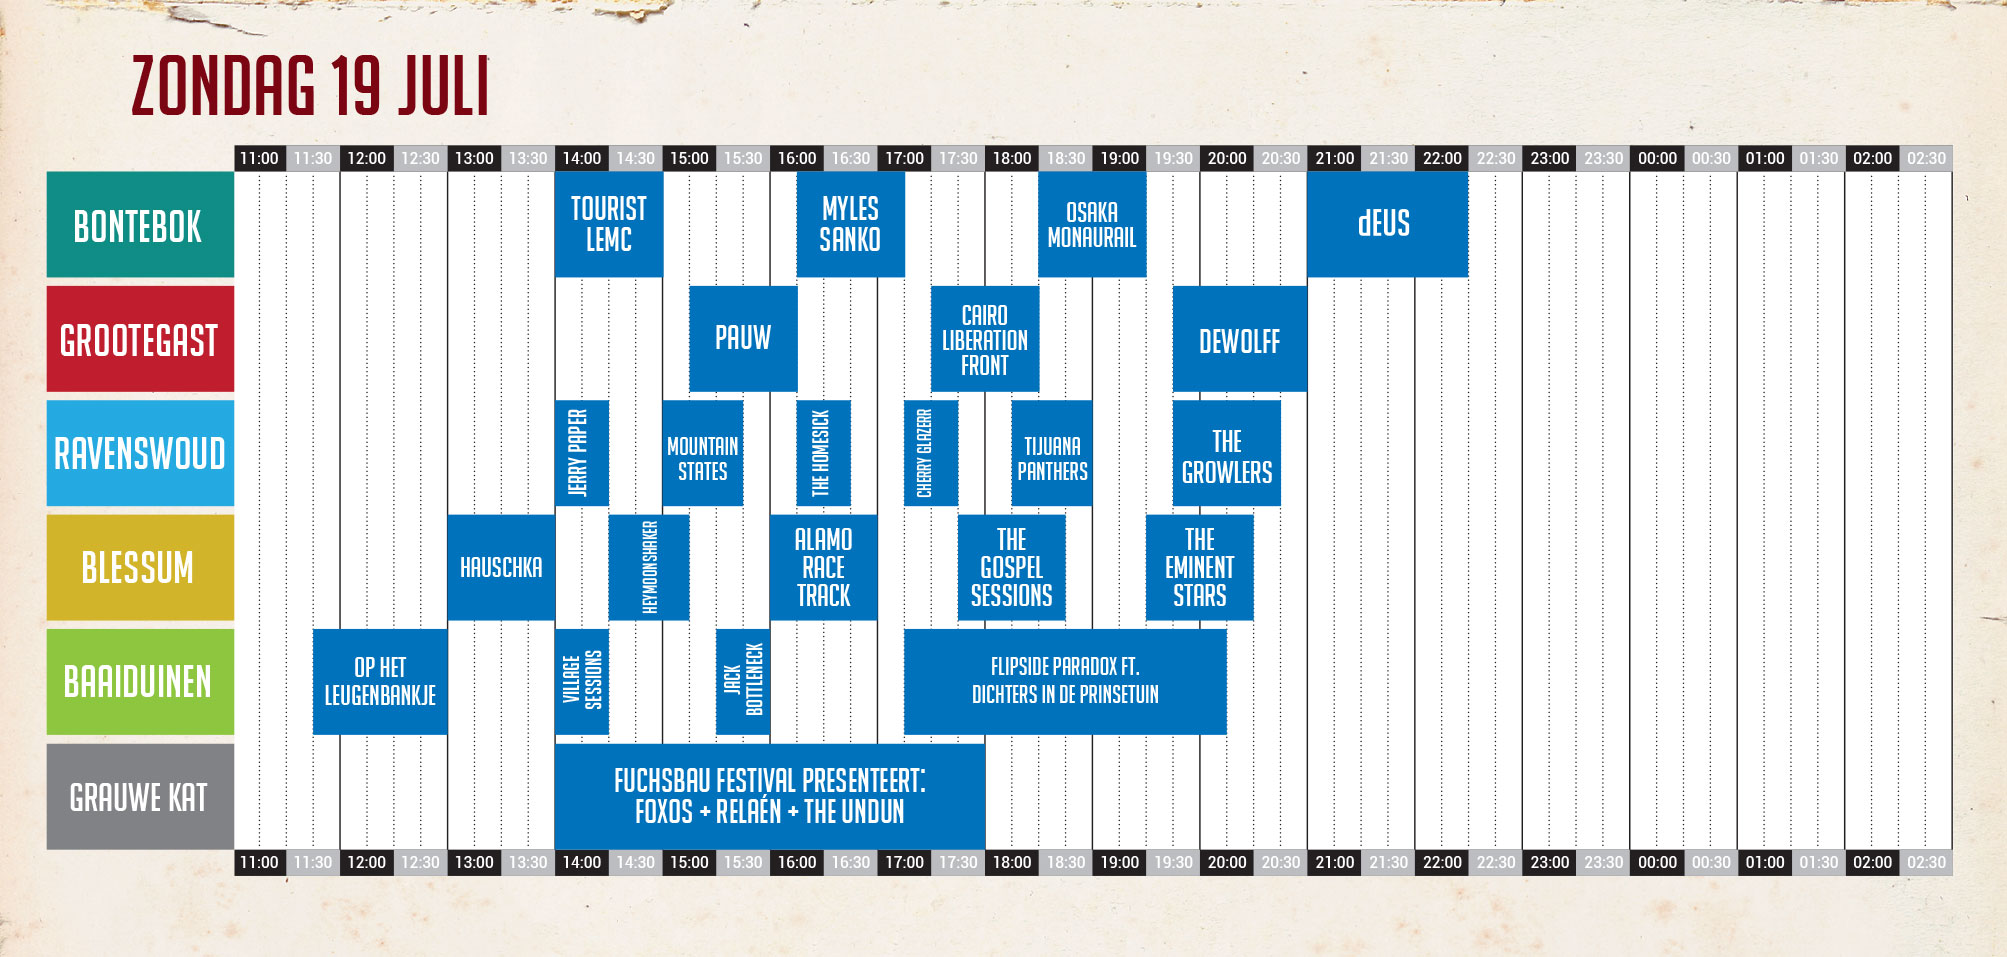 ZONDAG 19 JULI
11:00 11:30 12:00 12:30 13:00 13:30 14:00 14:30 15:00 15:30 16:00 16:30 17:00 17:30 18:00 18:30 19:00 19:30 20:00 20:30 21:00 21:30 22:00 22:30 23:00 23:30 00:00 00:30 01:00 01:30 02:00 02:30
BONTEBOK
TOURIST
LEMC
MYLES
SANKO
OSAKA
MONAURAIL
dEUS
GROOTEGAST
PAUW
CAIRO
LIBERATION
FRONT
DEWOLFF
RAVENSWOUD
JERRY PAPER
MOUNTAIN
STATES
THE HOMESICK
CHERRY GLAZERR
TIJUANA
PANTHERS
THE
GROWLERS
BLESSUM
HAUSCHKA
HEYMOONSHAKER
ALAMO
RACE
TRACK
THE
GOSPEL
SESSIONS
THE
EMINENT
STARS
BAAIDUINEN
OP HET
LEUGENBANKJE
VILLAGE
SESSIONS
JACK
BOTTLENECK
FLIPSIDE PARADOX FT.
DICHTERS IN DE PRINSETUIN
GRAUWE KAT
FUCHSBAU FESTIVAL PRESENTEERT:
FOXOS + RELAÉN + THE UNDUN
11:00 11:30 12:00 12:30 13:00 13:30 14:00 14:30 15:00 15:30 16:00 16:30 17:00 17:30 18:00 18:30 19:00 19:30 20:00 20:30 21:00 21:30 22:00 22:30 23:00 23:30 00:00 00:30 01:00 01:30 02:00 02:30